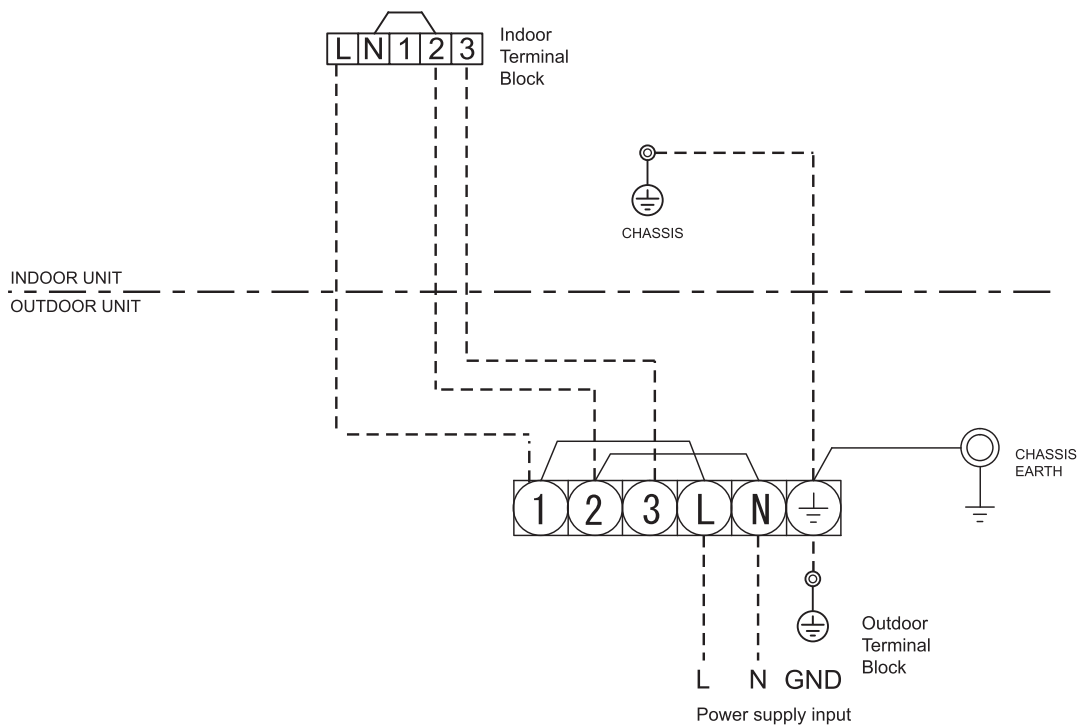 L N 1 2 3
Indoor
Terminal
Block
CHASSIS
INDOOR UNIT
OUTDOOR UNIT
1 2 3 L N
CHASSIS
EARTH
Outdoor
Terminal
Block
L N GND
Power supply input